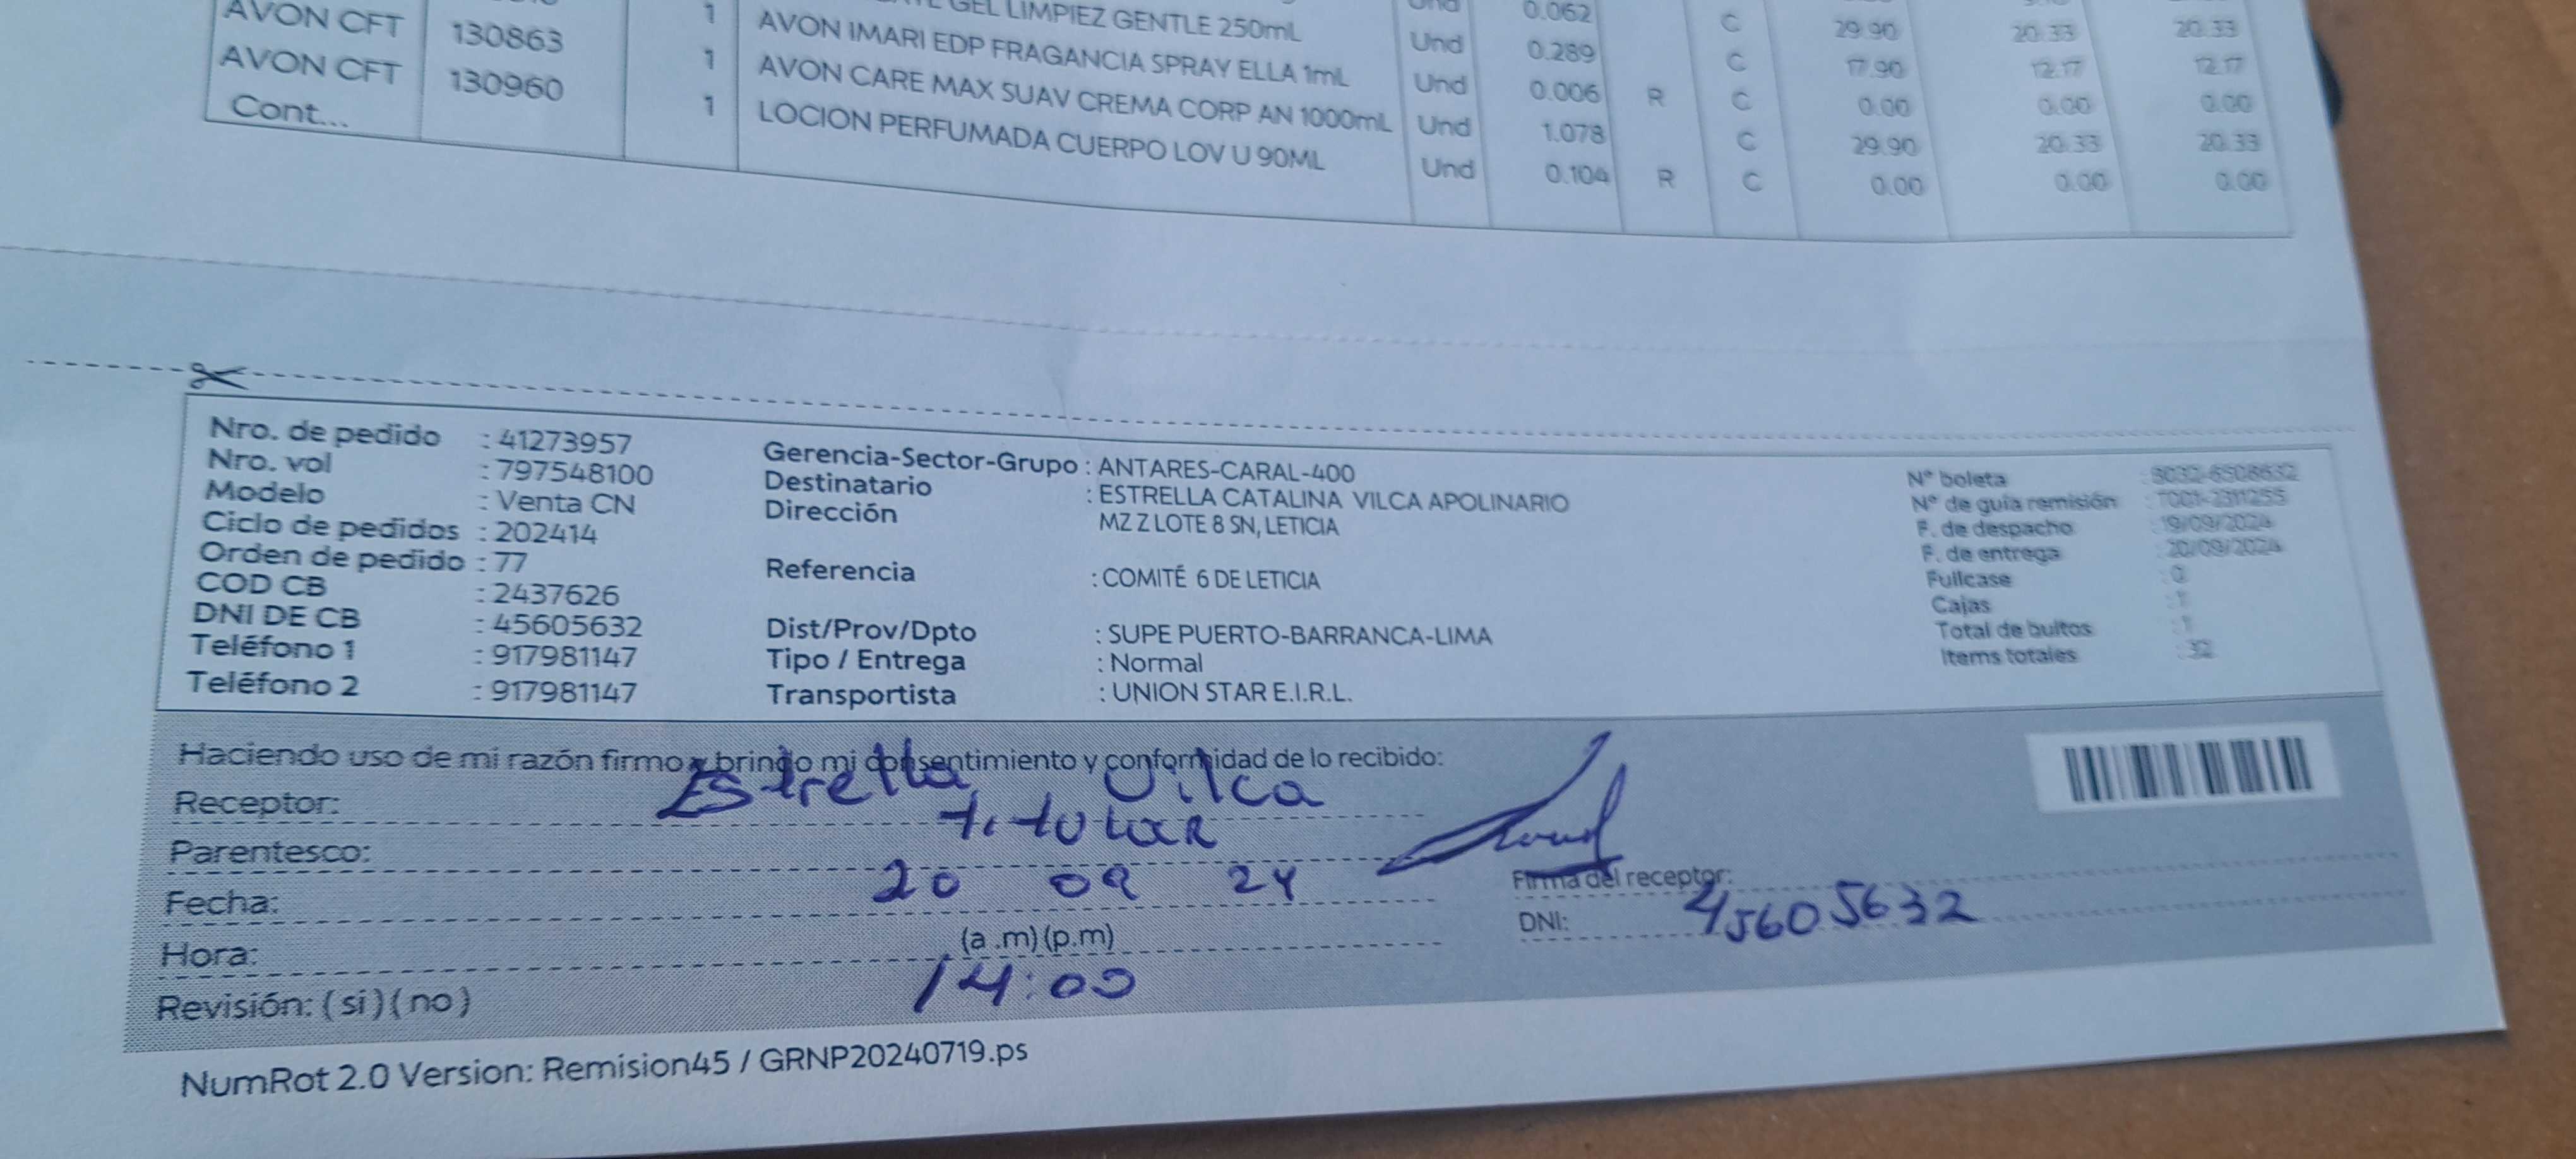 GEL LIMPIEZ GENTLE 250mL Und 0.062 C 29.90 20.33 20.33
AVON CFT 130863 1 AVON IMARI EDP FRAGANCIA SPRAY ELLA 1mL Und 0.289 C 17.90 12.17 12.17
AVON CFT 130960 1 AVON CARE MAX SUAV CREMA CORP AN 1000mL Und 0.006 R C 0.00 0.00 0.00
Cont... 1 LOCION PERFUMADA CUERPO LOV U 90ML Und 1.078 C 29.90 20.33 20.33
Und 0.104 R C 0.00 0.00 0.00
Nro. de pedido : 41273957
Nro. vol : 797548100
Modelo : Venta CN
Ciclo de pedidos : 202414
Orden de pedido : 77
COD CB : 2437626
DNI DE CB : 45605632
Teléfono 1 : 917981147
Teléfono 2 : 917981147
Gerencia-Sector-Grupo : ANTARES-CARAL-400
Destinatario : ESTRELLA CATALINA VILCA APOLINARIO
Dirección MZ Z LOTE 8 SN, LETICIA
Referencia : COMITÉ 6 DE LETICIA
Dist/Prov/Dpto : SUPE PUERTO-BARRANCA-LIMA
Tipo / Entrega : Normal
Transportista : UNION STAR E.I.R.L.
N° boleta
N° de guía remisión
F. de despacho : 19/09/2024
F. de entrega : 20/09/2024
Fullcase : 0
Cajas : 1
Total de bultos : 1
Items totales : 32
Haciendo uso de mi razón firmo y brindo mi consentimiento y conformidad de lo recibido:
Receptor: Estrella Vilca
Parentesco: titular
Fecha: 20 09 24
Hora: (a .m) (p.m)
14:00
Revisión: ( si ) ( no )
Firma del receptor:
DNI: 45605632
NumRot 2.0 Version: Remision45 / GRNP20240719.ps